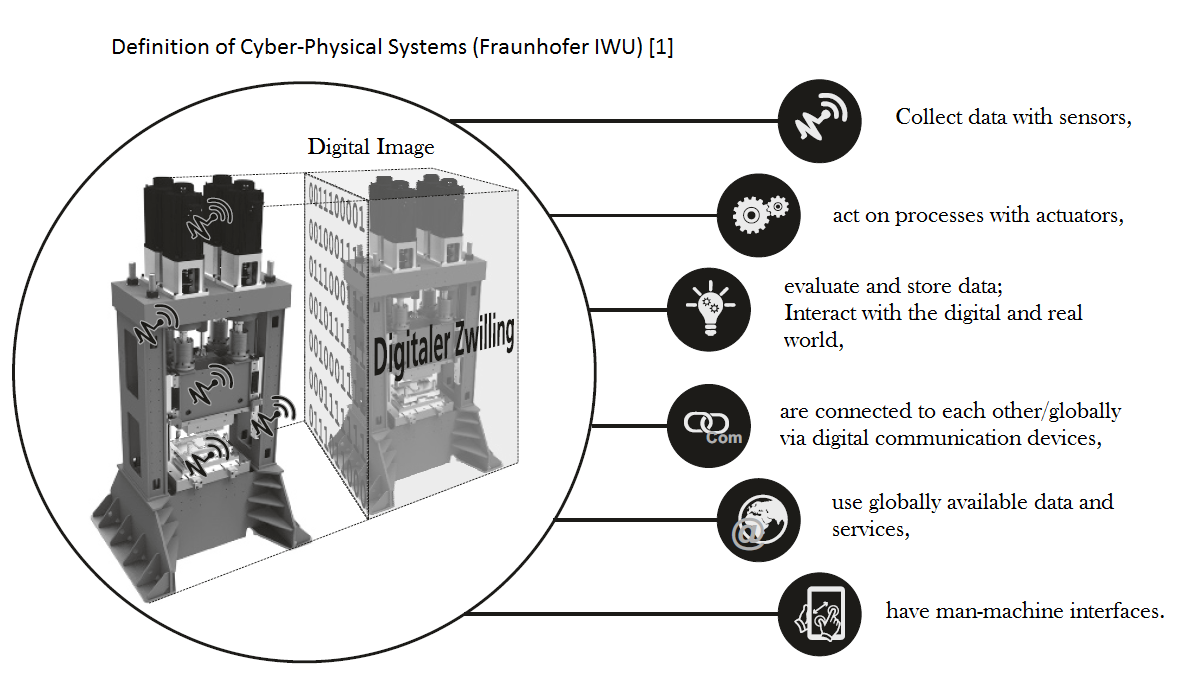 Definition of Cyber-Physical Systems (Fraunhofer IWU) [1]
Digital Image
001110001
Digitaler Zwilling
Collect data with sensors,
act on processes with actuators,
evaluate and store data;
Interact with the digital and real
world,
Com
are connected to each other/globally
via digital communication devices,
@
use globally available data and
services,
have man-machine interfaces.